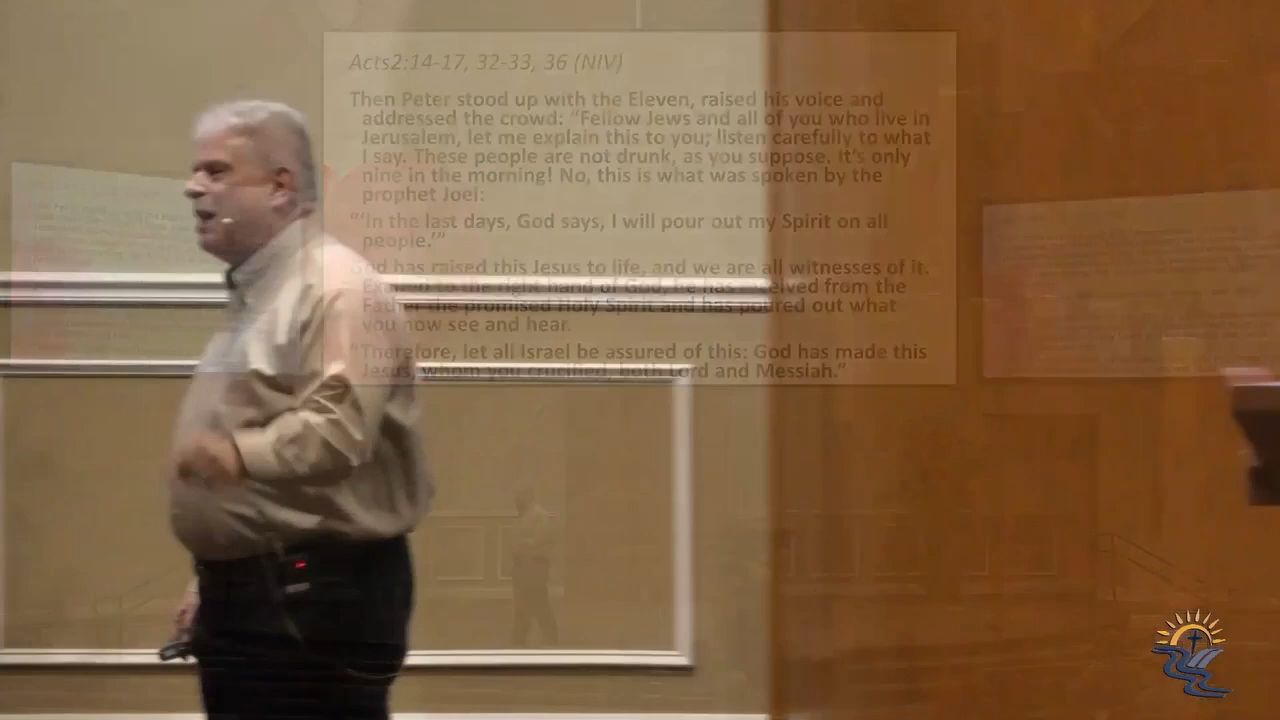 Acts2:14-17, 32-33, 36 (NIV)
Then Peter stood up with the Eleven, raised his voice and
addressed the crowd: “Fellow Jews and all of you who live in
Jerusalem, let me explain this to you; listen carefully to what
I say. These people are not drunk, as you suppose. It’s only
nine in the morning! No, this is what was spoken by the
prophet Joel:
“‘In the last days, God says, I will pour out my Spirit on all
people.’”
God has raised this Jesus to life, and we are all witnesses of it.
Exalted to the right hand of God, he has received from the
Father the promised Holy Spirit and has poured out what
you now see and hear.
“Therefore, let all Israel be assured of this: God has made this
Jesus, whom you crucified, both Lord and Messiah.”